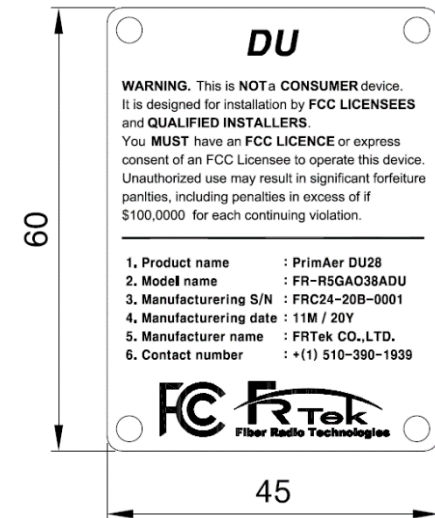 DU
WARNING. This is NOT a CONSUMER device.
It is designed for installation by FCC LICENSEES
and QUALIFIED INSTALLERS.
You MUST have an FCC LICENCE or express
consent of an FCC Licensee to operate this device.
Unauthorized use may result in significant forfeiture
panlties, including penalties in excess of if
$100,0000 for each continuing violation.
1. Product name : PrimAer DU28
2. Model name : FR-R5GAO38ADU
3. Manufacturering S/N : FRC24-20B-0001
4. Manufacturering date : 11M / 20Y
5. Manufacturer name : FRTek CO.,LTD.
6. Contact number : +(1) 510-390-1939
FCC FRTek
Fiber Radio Technologies
60
45